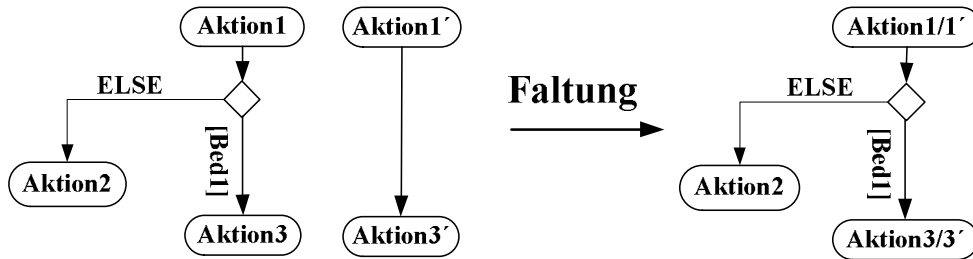 Aktion1
Aktion1´
Aktion1/1´
ELSE
Faltung
ELSE
[Bed1]
[Bed1]
Aktion2
Aktion2
Aktion3
Aktion3´
Aktion3/3´